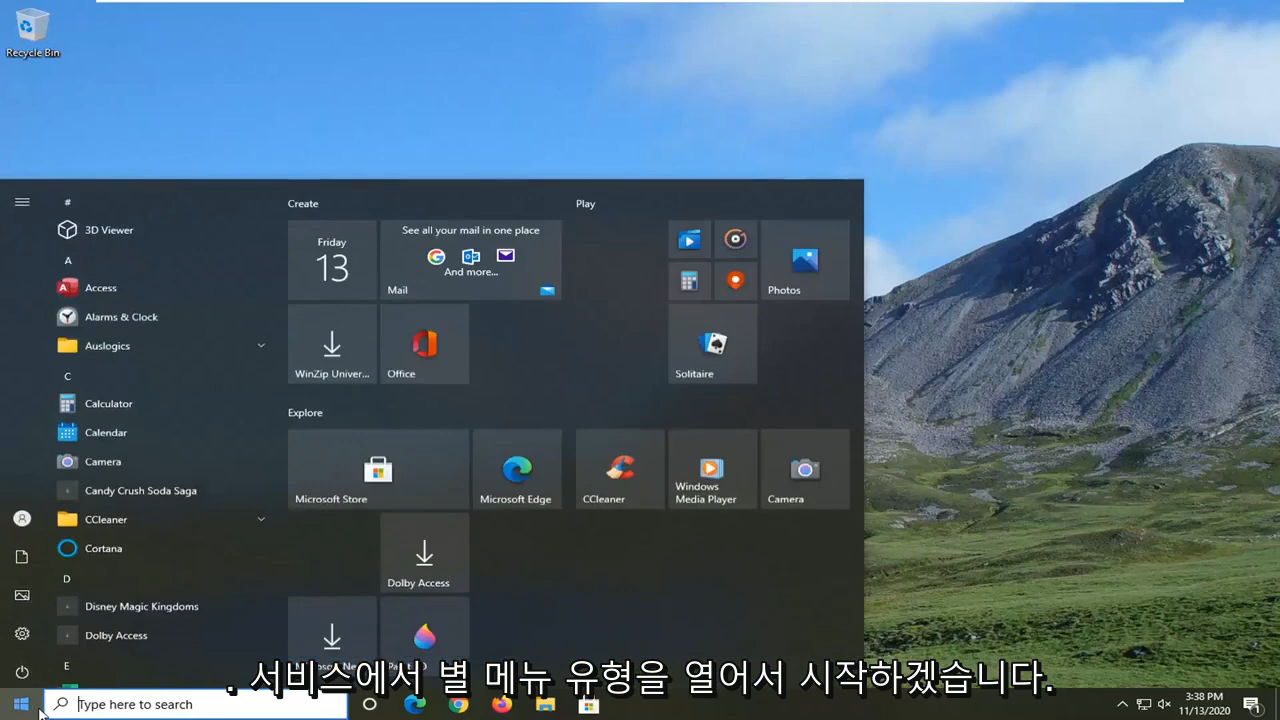 Recycle Bin
#
3D Viewer
A
Access
Alarms & Clock
Auslogics
C
Calculator
Calendar
Camera
Candy Crush Soda Saga
CCleaner
Cortana
D
Disney Magic Kingdoms
Dolby Access
E
Create
Friday
13
See all your mail in one place
And more...
Mail
WinZip Univer...
Office
Explore
Microsoft Store
Microsoft Edge
Dolby Access
Play
Photos
Solitaire
CCleaner
Windows
Media Player
Camera
. 서비스에서 별 메뉴 유형을 열어서 시작하겠습니다.
Type here to search
3:38 PM
11/13/2020
1